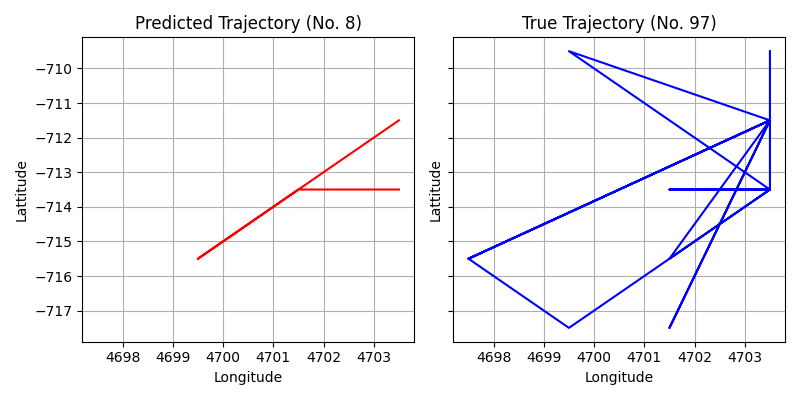 Predicted Trajectory (No. 8)
True Trajectory (No. 97)
Lattitude
−710
−711
−712
−713
−714
−715
−716
−717
4698 4699 4700 4701 4702 4703
Longitude
Lattitude
4698 4699 4700 4701 4702 4703
Longitude